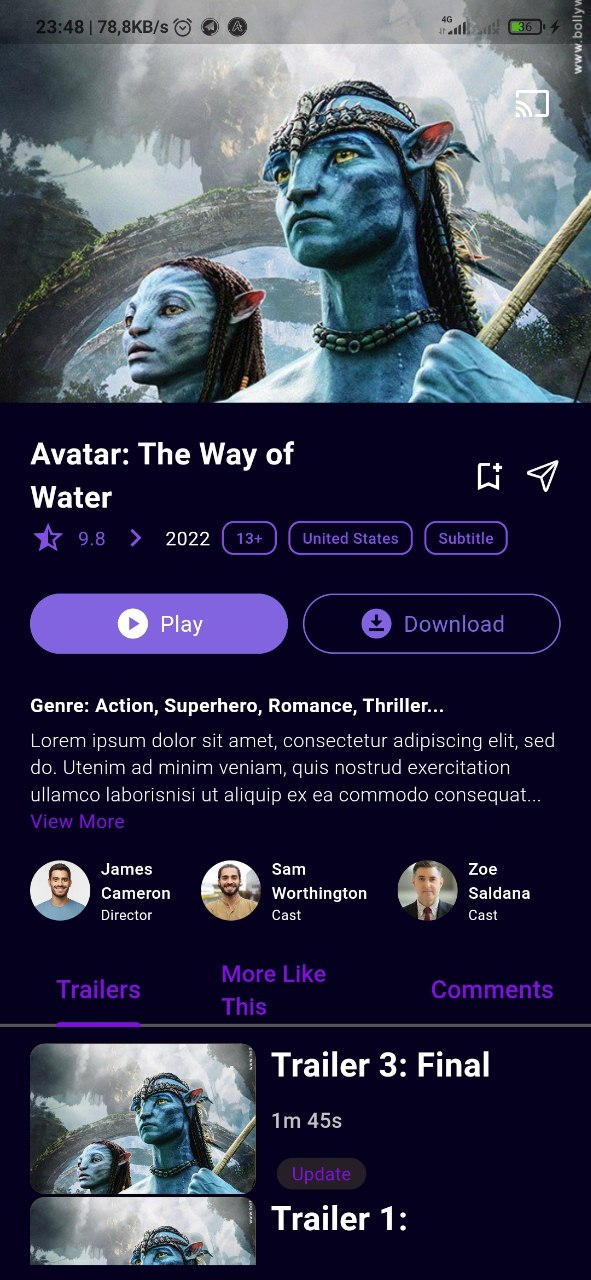 23:48 | 78,8KB/s
4G
36
www.bollyw
Avatar: The Way of
Water
9.8
2022
13+
United States
Subtitle
Play
Download
Genre: Action, Superhero, Romance, Thriller...
Lorem ipsum dolor sit amet, consectetur adipiscing elit, sed
do. Utenim ad minim veniam, quis nostrud exercitation
ullamco laborisnisi ut aliquip ex ea commodo consequat...
View More
James
Cameron
Director
Sam
Worthington
Cast
Zoe
Saldana
Cast
Trailers
More Like
This
Comments
Trailer 3: Final
1m 45s
Update
Trailer 1: